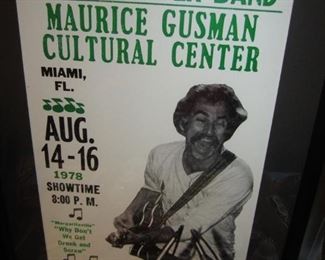 BAND
MAURICE GUSMAN
CULTURAL CENTER
MIAMI,
FL.
AUG.
14-16
1978
SHOWTIME
8:00 P. M.
"Margaritaville"
"Why Don't
We Get
Drunk and
Screw"